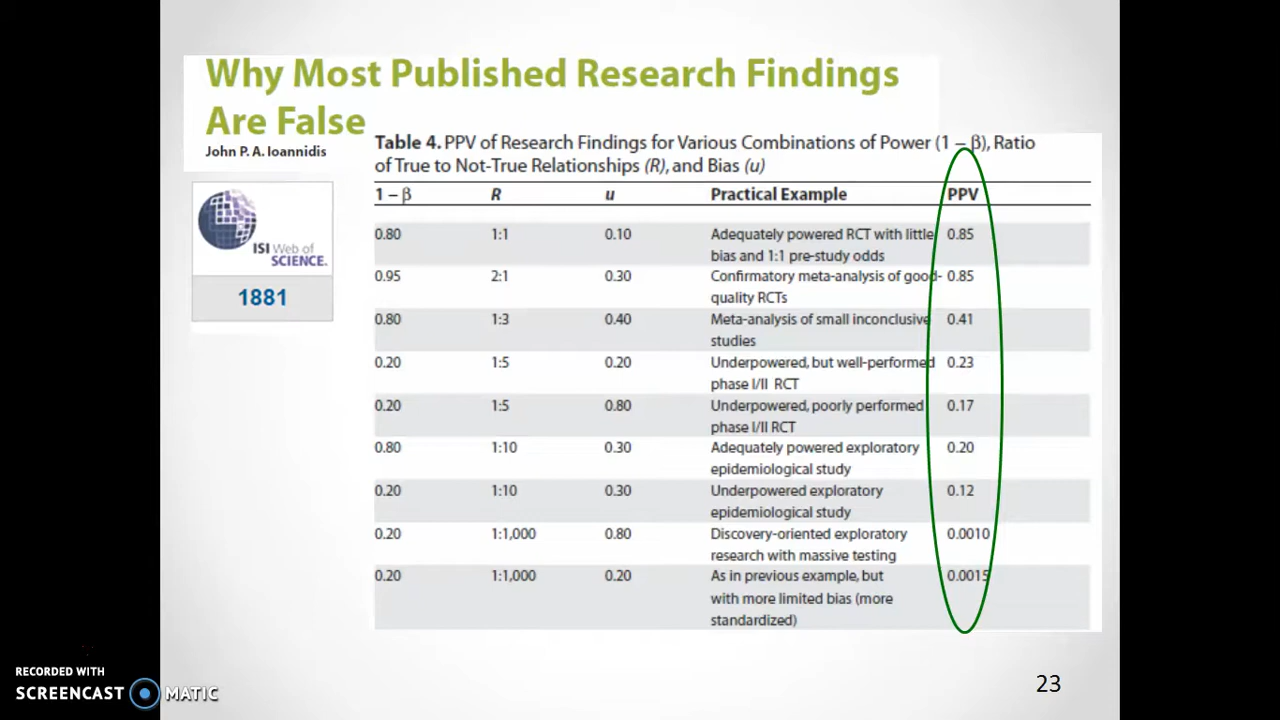 Why Most Published Research Findings
Are False
John P. A. Ioannidis
ISI Web of
SCIENCE.
1881
Table 4. PPV of Research Findings for Various Combinations of Power (1 – β), Ratio
of True to Not-True Relationships (R), and Bias (u)
1 – β R u Practical Example PPV
0.80 1:1 0.10 Adequately powered RCT with little 0.85
bias and 1:1 pre-study odds
0.95 2:1 0.30 Confirmatory meta-analysis of good- 0.85
quality RCTs
0.80 1:3 0.40 Meta-analysis of small inconclusive 0.41
studies
0.20 1:5 0.20 Underpowered, but well-performed 0.23
phase I/II RCT
0.20 1:5 0.80 Underpowered, poorly performed 0.17
phase I/II RCT
0.80 1:10 0.30 Adequately powered exploratory 0.20
epidemiological study
0.20 1:10 0.30 Underpowered exploratory 0.12
epidemiological study
0.20 1:1,000 0.80 Discovery-oriented exploratory 0.0010
research with massive testing
0.20 1:1,000 0.20 As in previous example, but 0.0015
with more limited bias (more
standardized)
RECORDED WITH
SCREENCAST MATIC
23